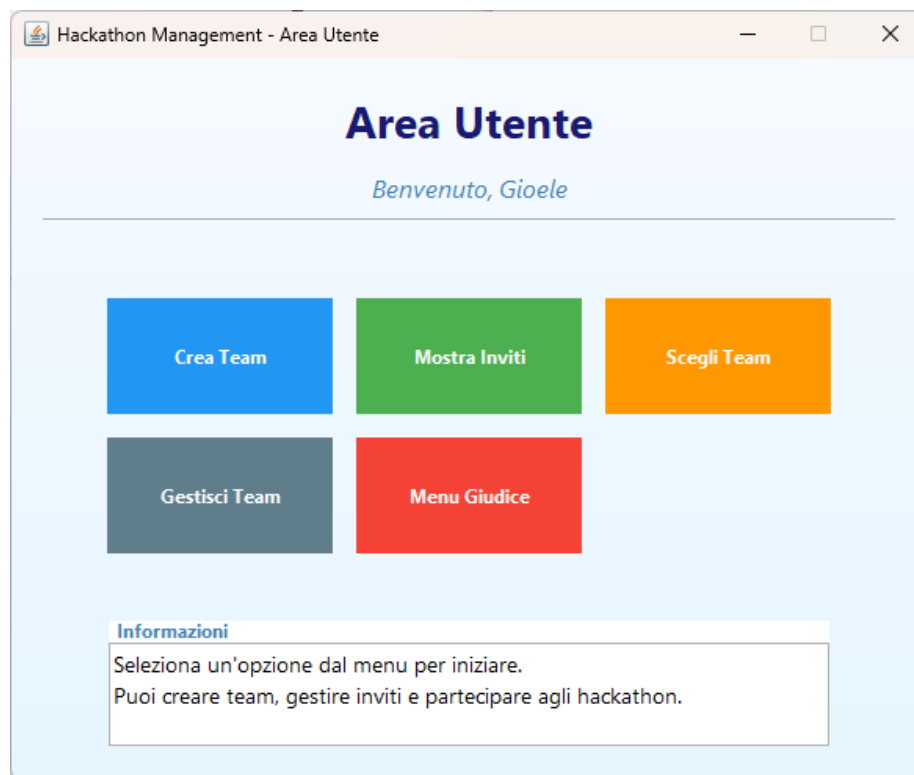 Hackathon Management - Area Utente
Area Utente
Benvenuto, Gioele
Crea Team
Mostra Inviti
Scegli Team
Gestisci Team
Menu Giudice
Informazioni
Seleziona un'opzione dal menu per iniziare.
Puoi creare team, gestire inviti e partecipare agli hackathon.